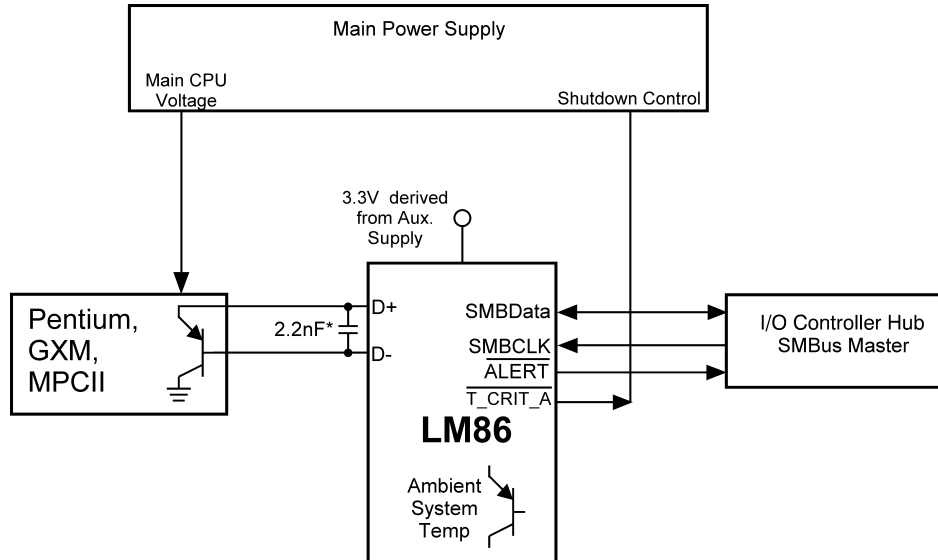 Main Power Supply
Main CPU
Voltage
Shutdown Control
3.3V derived
from Aux.
Supply
Pentium,
GXM,
MPCII
2.2nF*
D+
D-
SMBData
SMBCLK
ALERT
T_CRIT_A
LM86
Ambient
System
Temp
I/O Controller Hub
SMBus Master